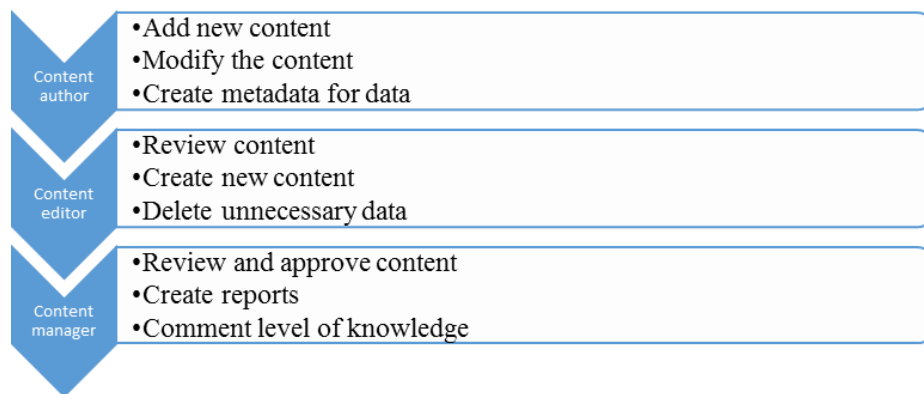 Content
author
•Add new content
•Modify the content
•Create metadata for data
Content
editor
•Review content
•Create new content
•Delete unnecessary data
Content
manager
•Review and approve content
•Create reports
•Comment level of knowledge